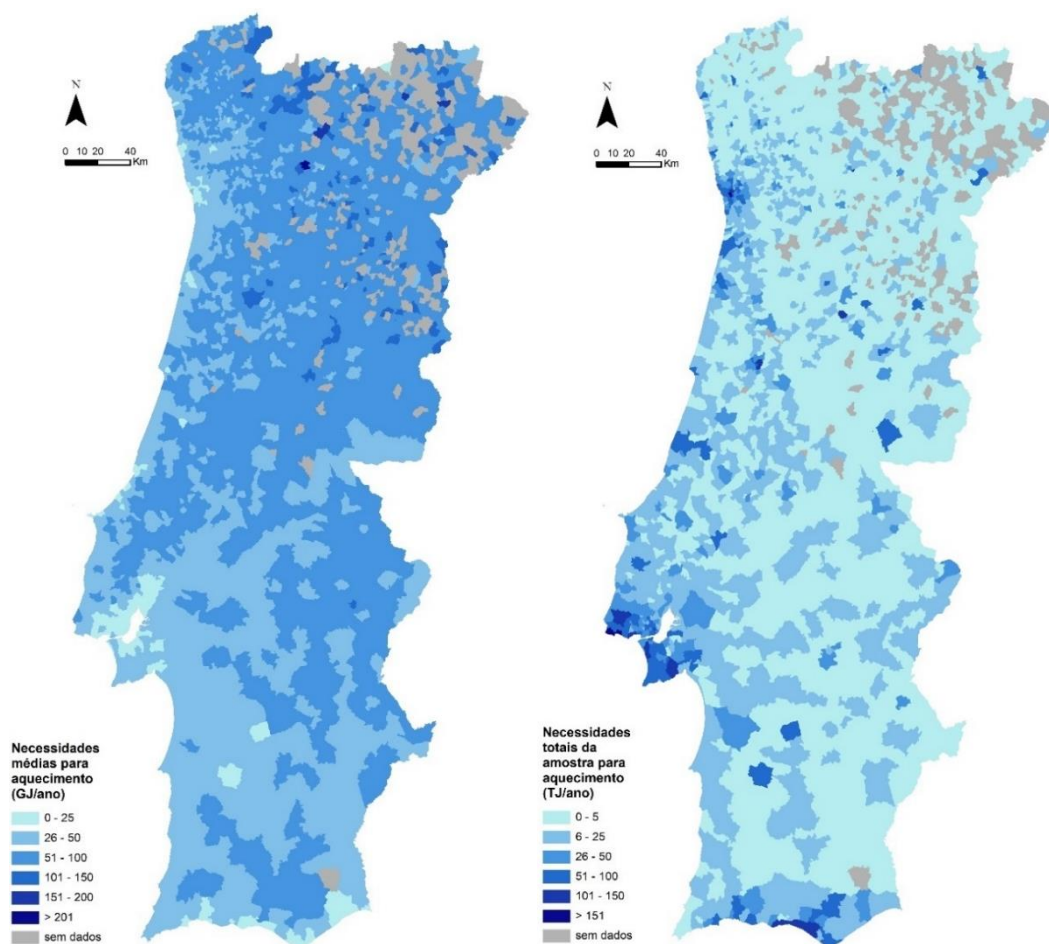 N
0 10 20 40
Km
Necessidades
médias para
aquecimento
(GJ/ano)
0 - 25
26 - 50
51 - 100
101 - 150
151 - 200
> 201
sem dados
N
0 10 20 40
Km
Necessidades
totais da
amostra para
aquecimento
(TJ/ano)
0 - 5
6 - 25
26 - 50
51 - 100
101 - 150
> 151
sem dados